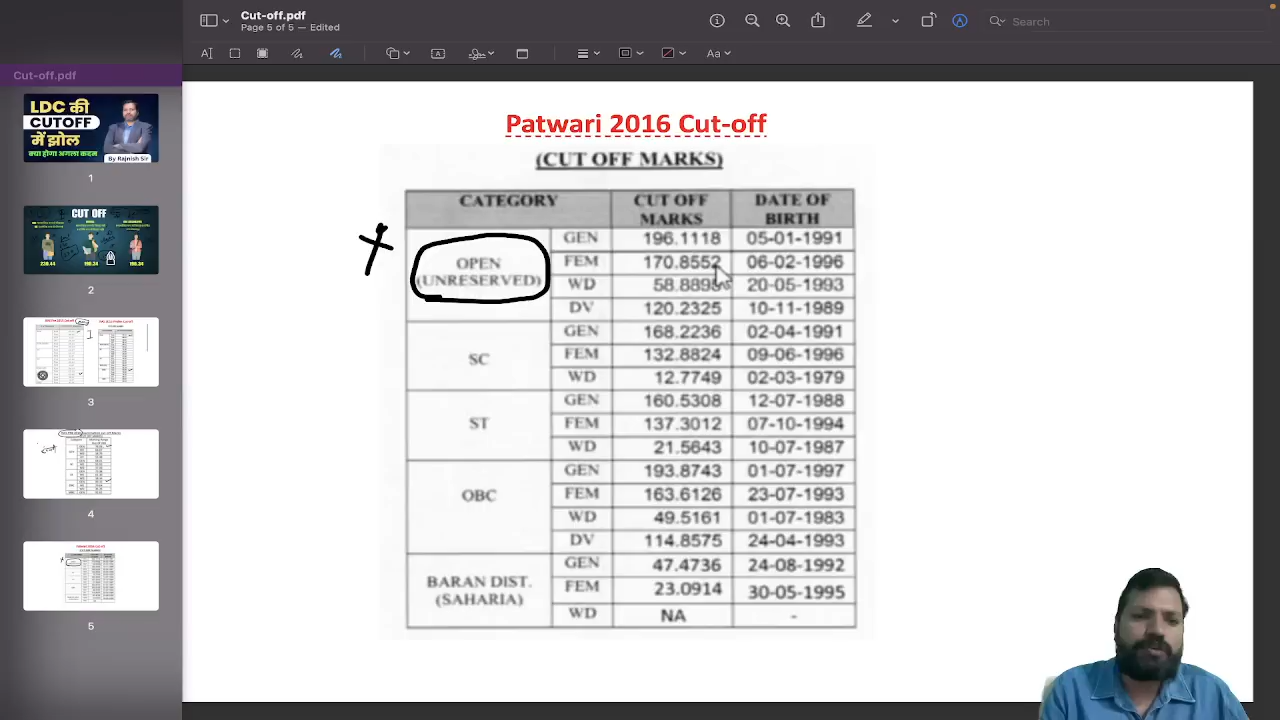 Cut-off.pdf
Page 5 of 5 – Edited
Search
Aa
Cut-off.pdf
LDC की
CUTOFF
में झोल
क्या होगा अगला कदम
By Rajnish Sir
1
CUT OFF
2
3
4
5
Patwari 2016 Cut-off
(CUT OFF MARKS)
CATEGORY CUT OFF MARKS DATE OF BIRTH
OPEN (UNRESERVED) GEN 196.1118 05-01-1991
FEM 170.8552 06-02-1996
WD 58.8898 20-05-1993
DV 120.2325 10-11-1989
SC GEN 168.2236 02-04-1991
FEM 132.8824 09-06-1996
WD 12.7749 02-03-1979
ST GEN 160.5308 12-07-1988
FEM 137.3012 07-10-1994
WD 21.5643 10-07-1987
OBC GEN 193.8743 01-07-1997
FEM 163.6126 23-07-1993
WD 49.5161 01-07-1983
DV 114.8575 24-04-1993
BARAN DIST. (SAHARIA) GEN 47.4736 24-08-1992
FEM 23.0914 30-05-1995
WD NA -